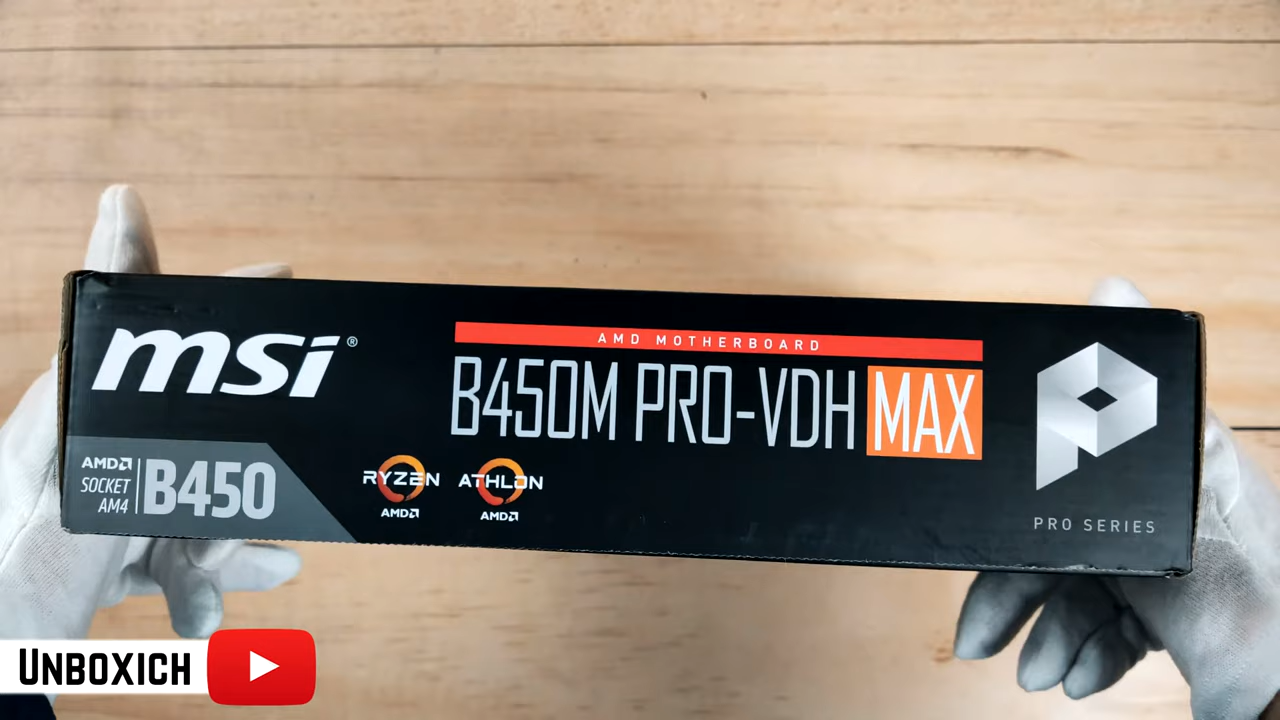 msi®
AMD MOTHERBOARD
B450M PRO-VDH MAX
AMD
SOCKET
AM4
B450
RYZEN
AMD
ATHLON
AMD
PRO SERIES
UNBOXICH